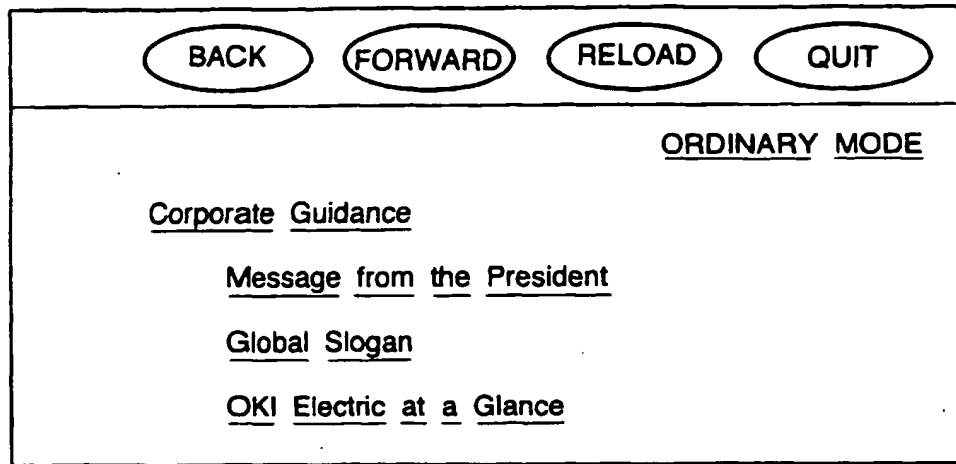 BACK FORWARD RELOAD QUIT
ORDINARY MODE
Corporate Guidance
Message from the President
Global Slogan
OKI Electric at a Glance